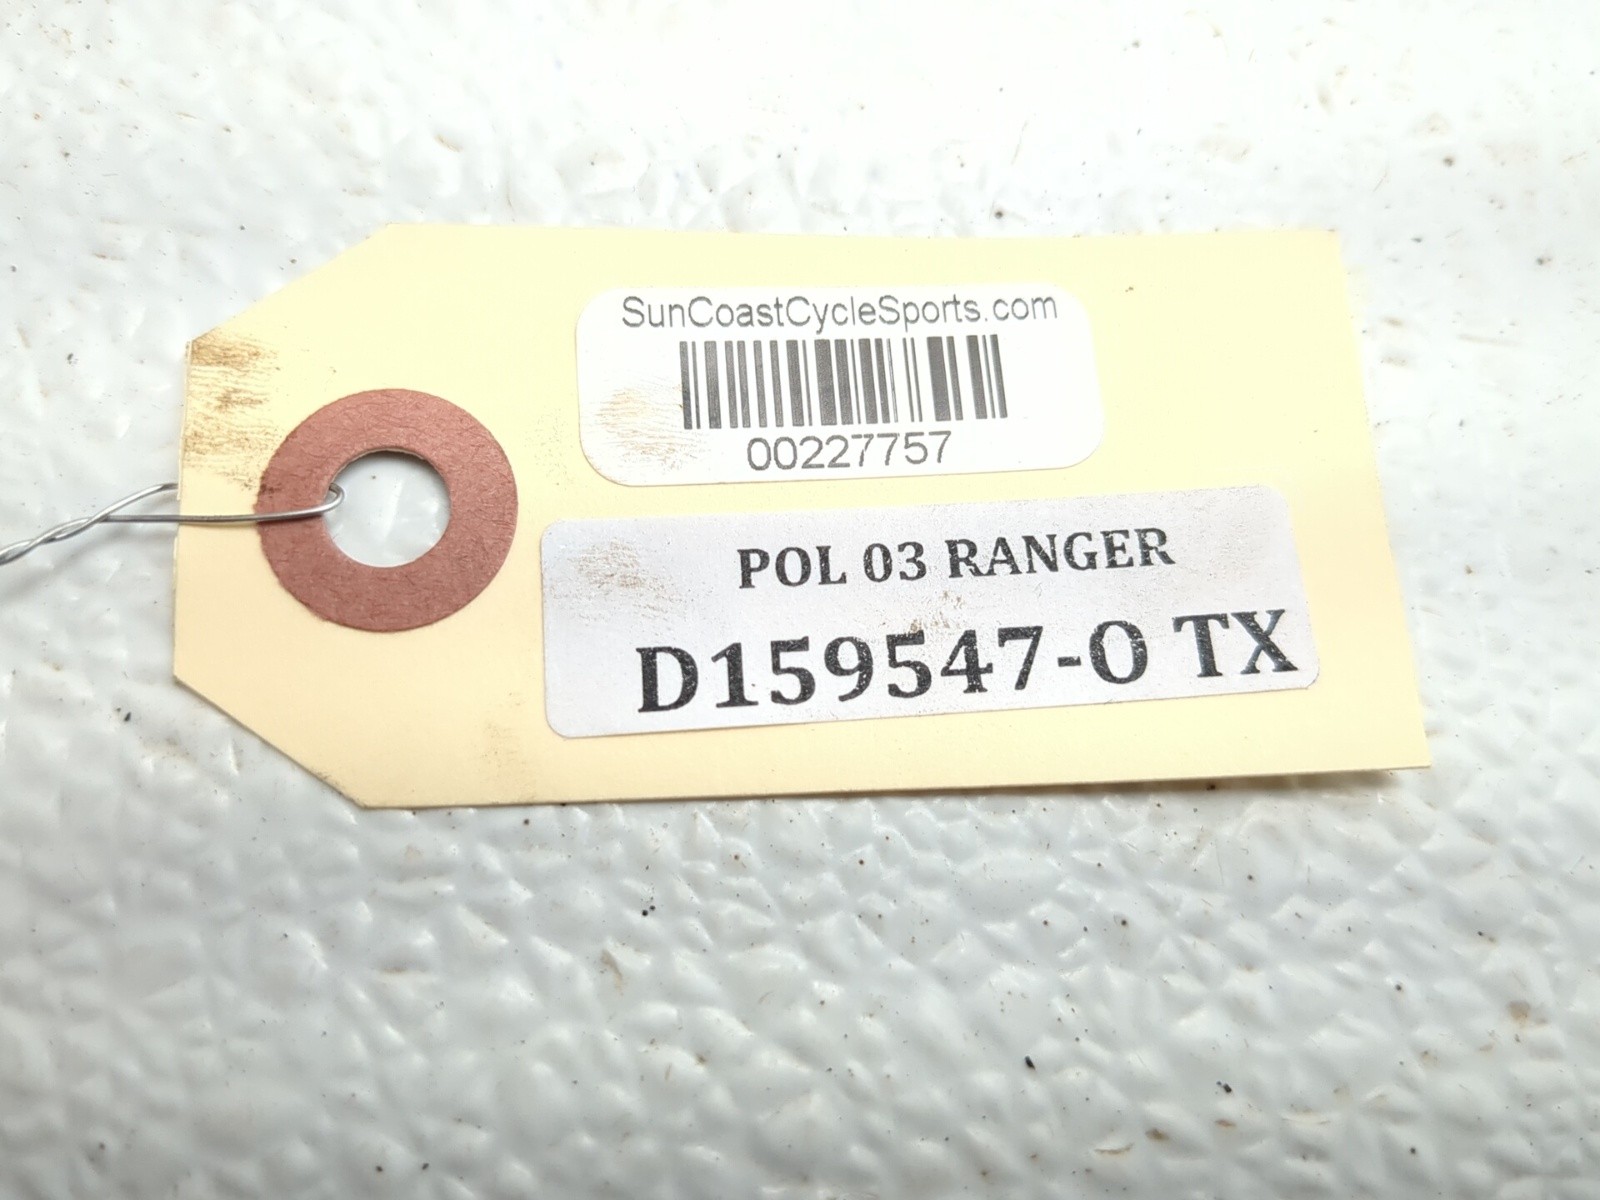 SunCoastCycleSports.com
00227757
POL 03 RANGER
D159547-O TX